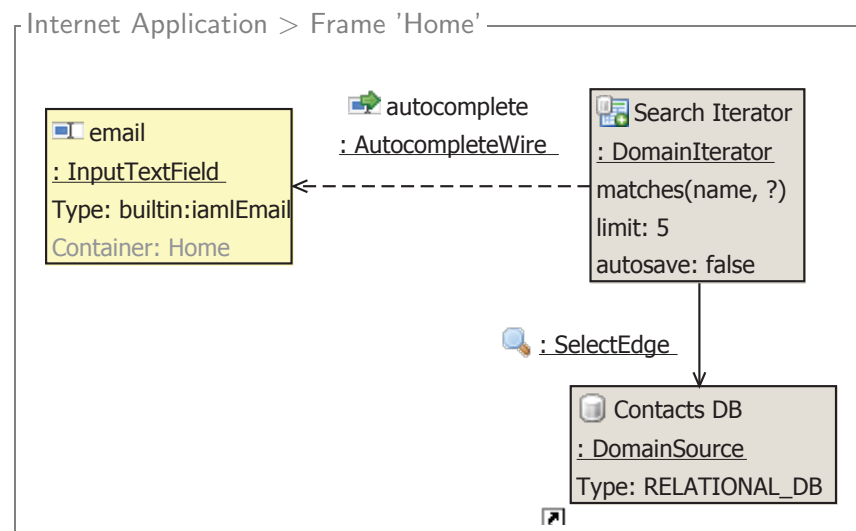 Internet Application > Frame 'Home'
email
: InputTextField
Type: builtin:iamlEmail
Container: Home
autocomplete
: AutocompleteWire
Search Iterator
: DomainIterator
matches(name, ?)
limit: 5
autosave: false
: SelectEdge
Contacts DB
: DomainSource
Type: RELATIONAL_DB